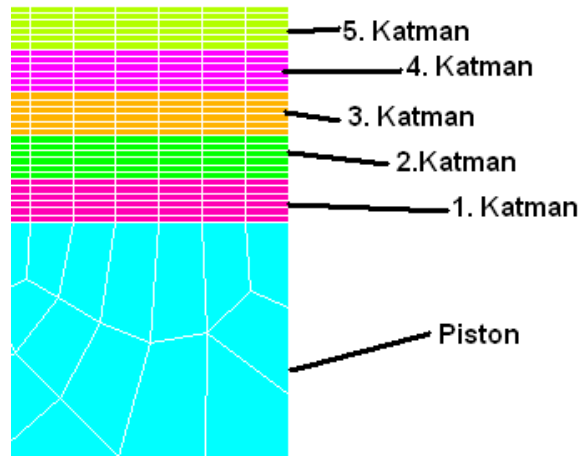 5. Katman
4. Katman
3. Katman
2.Katman
1. Katman
Piston